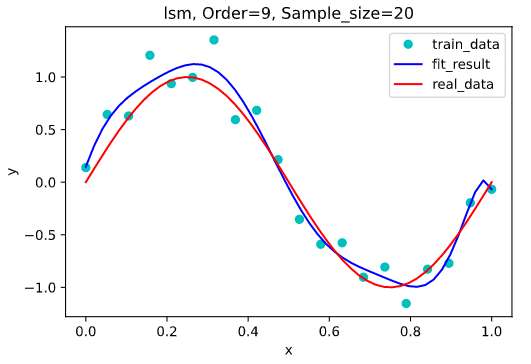 lsm, Order=9, Sample_size=20
train_data
fit_result
real_data
y
1.0
0.5
0.0
−0.5
−1.0
0.0 0.2 0.4 0.6 0.8 1.0
x